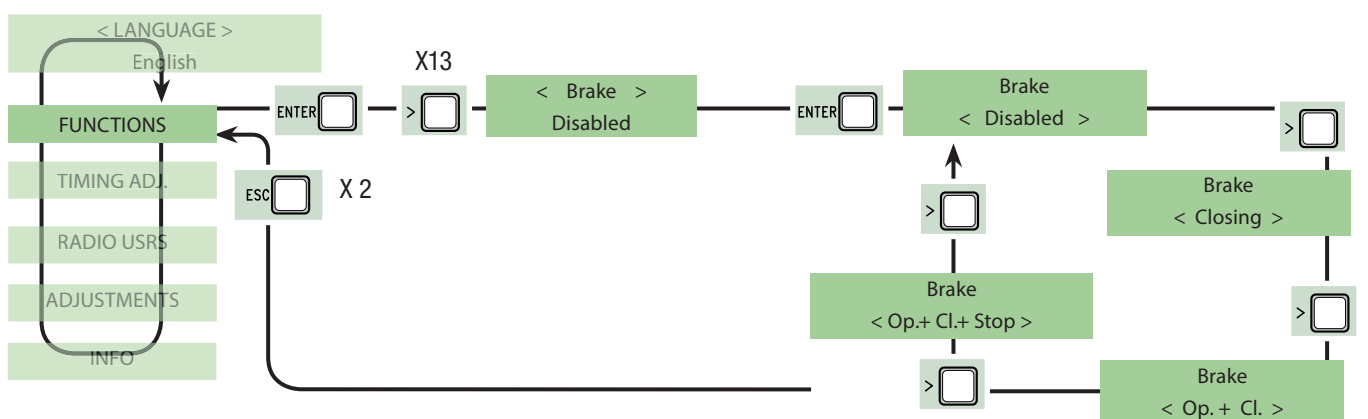 < LANGUAGE >
English
FUNCTIONS
TIMING ADJ.
RADIO USRS
ADJUSTMENTS
INFO
ENTER
X13
>
< Brake >
Disabled
ENTER
Brake
< Disabled >
>
Brake
< Closing >
>
Brake
< Op. + Cl. >
>
Brake
< Op.+ Cl.+ Stop >
>
ESC
X 2